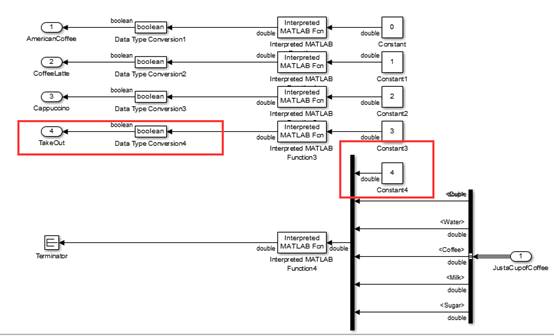 boolean boolean Interpreted MATLAB Fcn 0
1 double double
AmericanCoffee Data Type Conversion1 Interpreted MATLAB Constant
boolean boolean Interpreted MATLAB Fcn 1
2 double double
CoffeeLatte Data Type Conversion2 Interpreted MATLAB Constant1
boolean boolean Interpreted MATLAB Fcn 2
3 double double
Cappuccino Data Type Conversion3 Interpreted MATLAB Constant2
boolean boolean Interpreted MATLAB Fcn 3
4 double double
TakeOut Data Type Conversion4 Interpreted MATLAB Constant3
Function3
4
double
Constant4
double
<Water>
double
Interpreted MATLAB Fcn <Coffee> 1
double double double JustaCupofCoffee
Terminator Interpreted MATLAB
Function4
<Milk>
double
<Sugar>
double